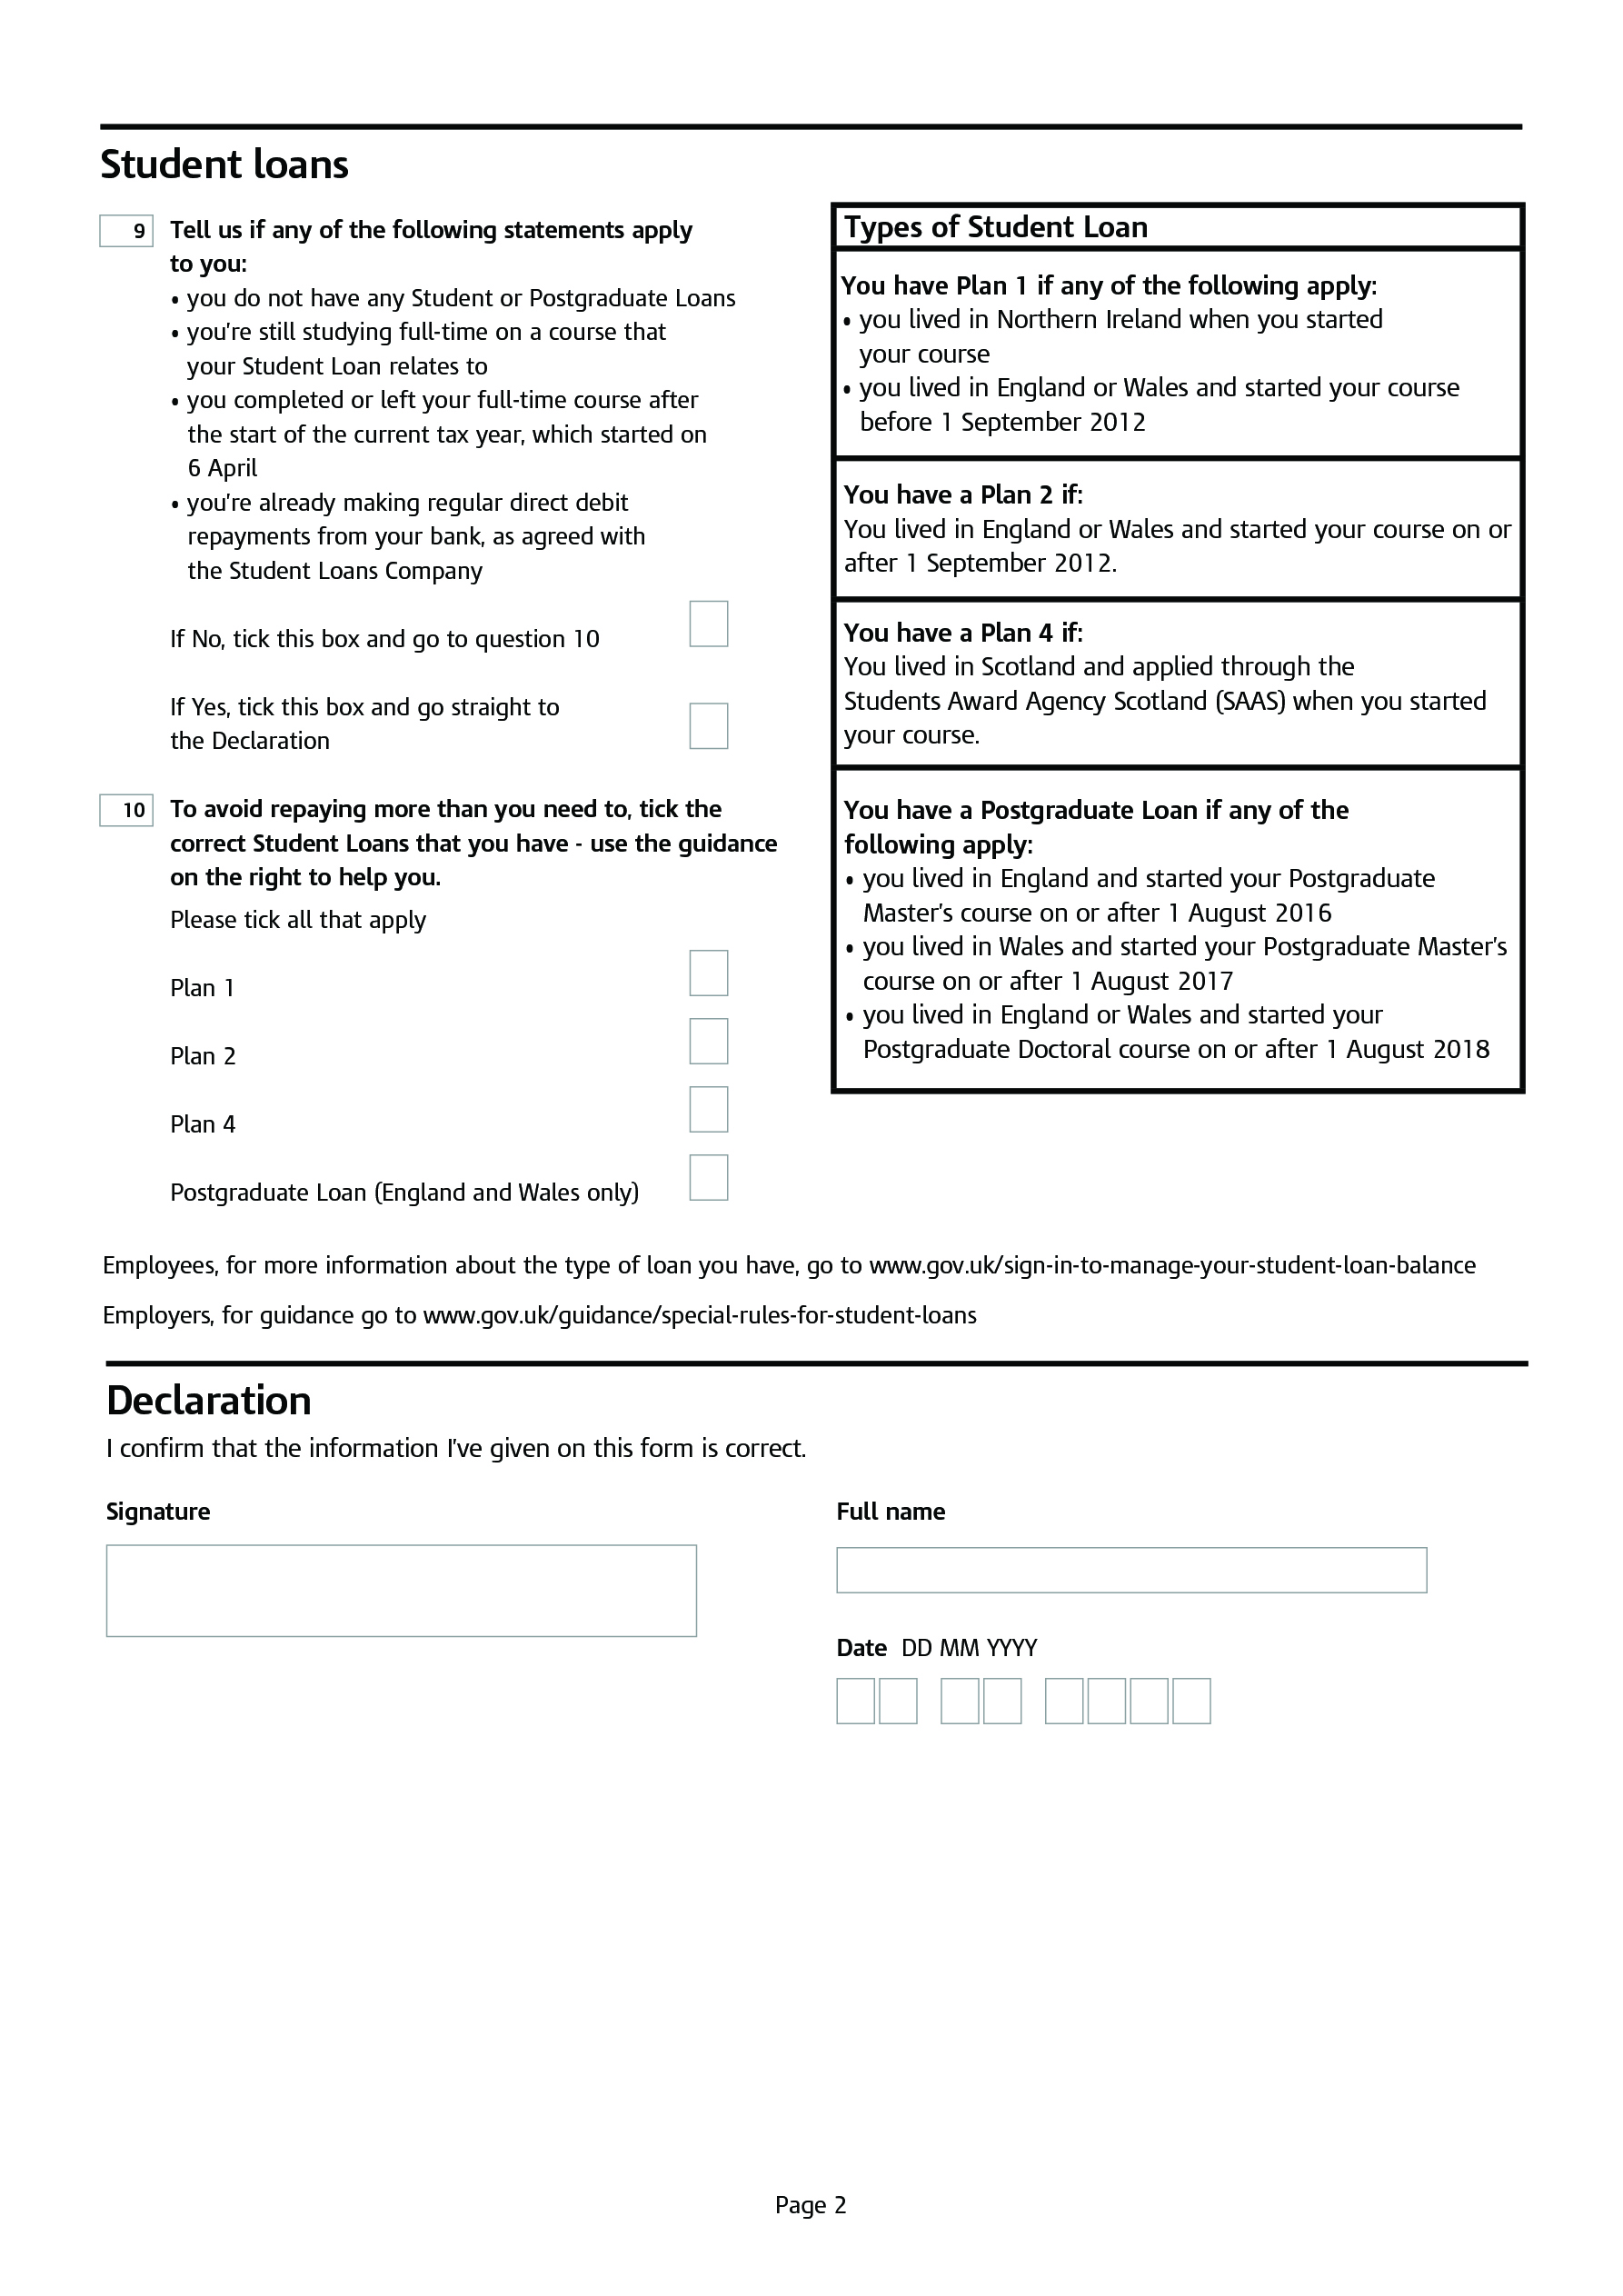 Student loans
9
Tell us if any of the following statements apply
to you:
• you do not have any Student or Postgraduate Loans
• you’re still studying full-time on a course that
your Student Loan relates to
• you completed or left your full-time course after
the start of the current tax year, which started on
6 April
• you’re already making regular direct debit
repayments from your bank, as agreed with
the Student Loans Company
If No, tick this box and go to question 10
If Yes, tick this box and go straight to
the Declaration
10
To avoid repaying more than you need to, tick the
correct Student Loans that you have - use the guidance
on the right to help you.
Please tick all that apply
Plan 1
Plan 2
Plan 4
Postgraduate Loan (England and Wales only)
Types of Student Loan
You have Plan 1 if any of the following apply:
• you lived in Northern Ireland when you started
your course
• you lived in England or Wales and started your course
before 1 September 2012
You have a Plan 2 if:
You lived in England or Wales and started your course on or
after 1 September 2012.
You have a Plan 4 if:
You lived in Scotland and applied through the
Students Award Agency Scotland (SAAS) when you started
your course.
You have a Postgraduate Loan if any of the
following apply:
• you lived in England and started your Postgraduate
Master’s course on or after 1 August 2016
• you lived in Wales and started your Postgraduate Master’s
course on or after 1 August 2017
• you lived in England or Wales and started your
Postgraduate Doctoral course on or after 1 August 2018
Employees, for more information about the type of loan you have, go to www.gov.uk/sign-in-to-manage-your-student-loan-balance
Employers, for guidance go to www.gov.uk/guidance/special-rules-for-student-loans
Declaration
I confirm that the information I’ve given on this form is correct.
Signature
Full name
Date DD MM YYYY
Page 2